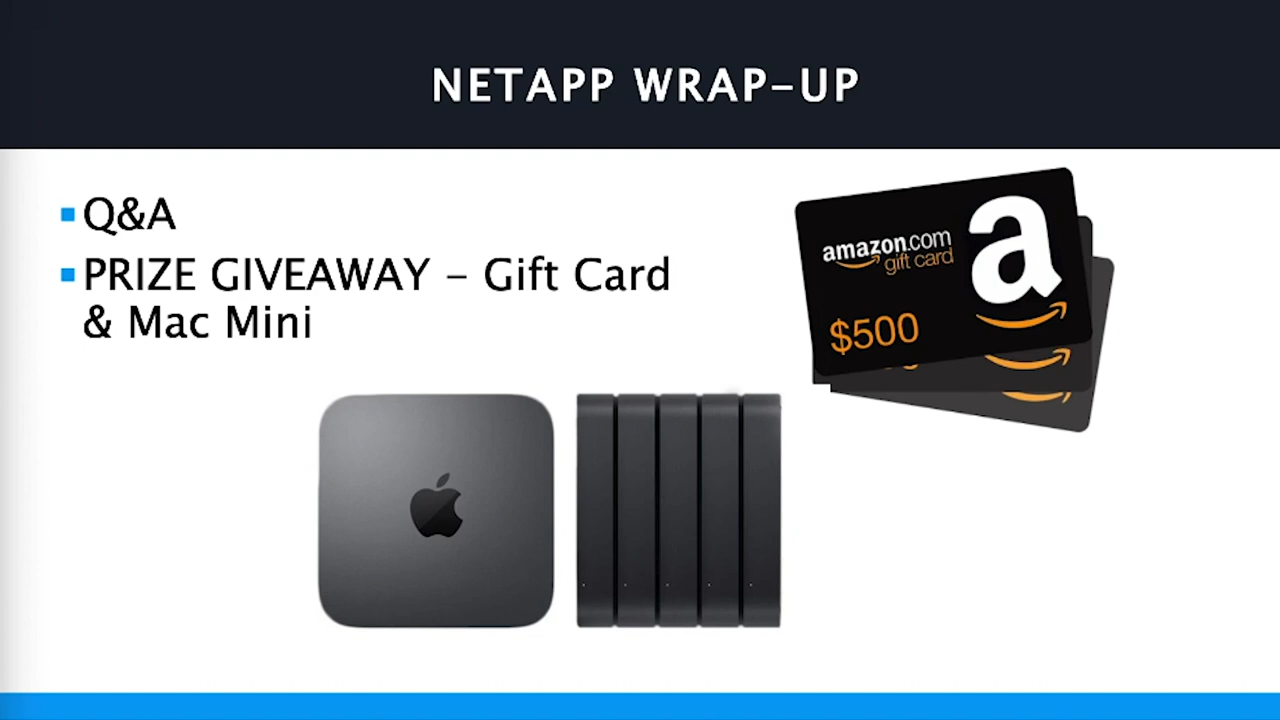 NETAPP WRAP-UP
Q&A
PRIZE GIVEAWAY - Gift Card
& Mac Mini
amazon.com
gift card
a
$500